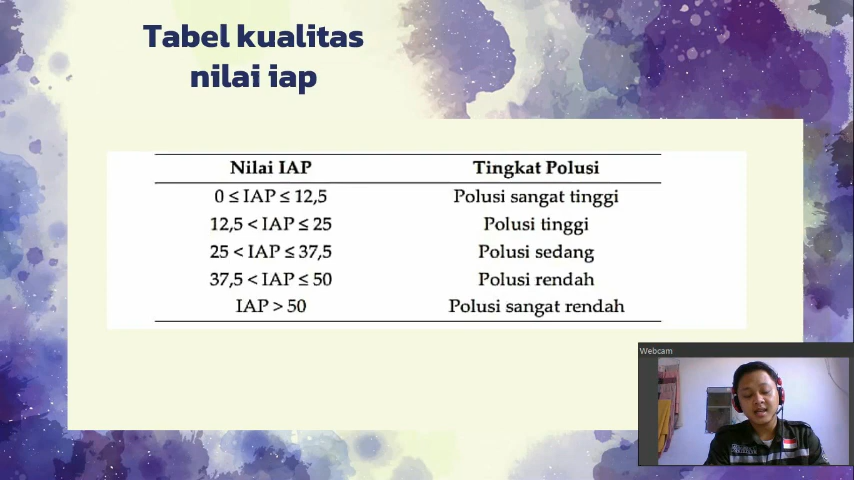 Tabel kualitas
nilai iap
Nilai IAP Tingkat Polusi
0 ≤ IAP ≤ 12,5 Polusi sangat tinggi
12,5 < IAP ≤ 25 Polusi tinggi
25 < IAP ≤ 37,5 Polusi sedang
37,5 < IAP ≤ 50 Polusi rendah
IAP > 50 Polusi sangat rendah
Webcam